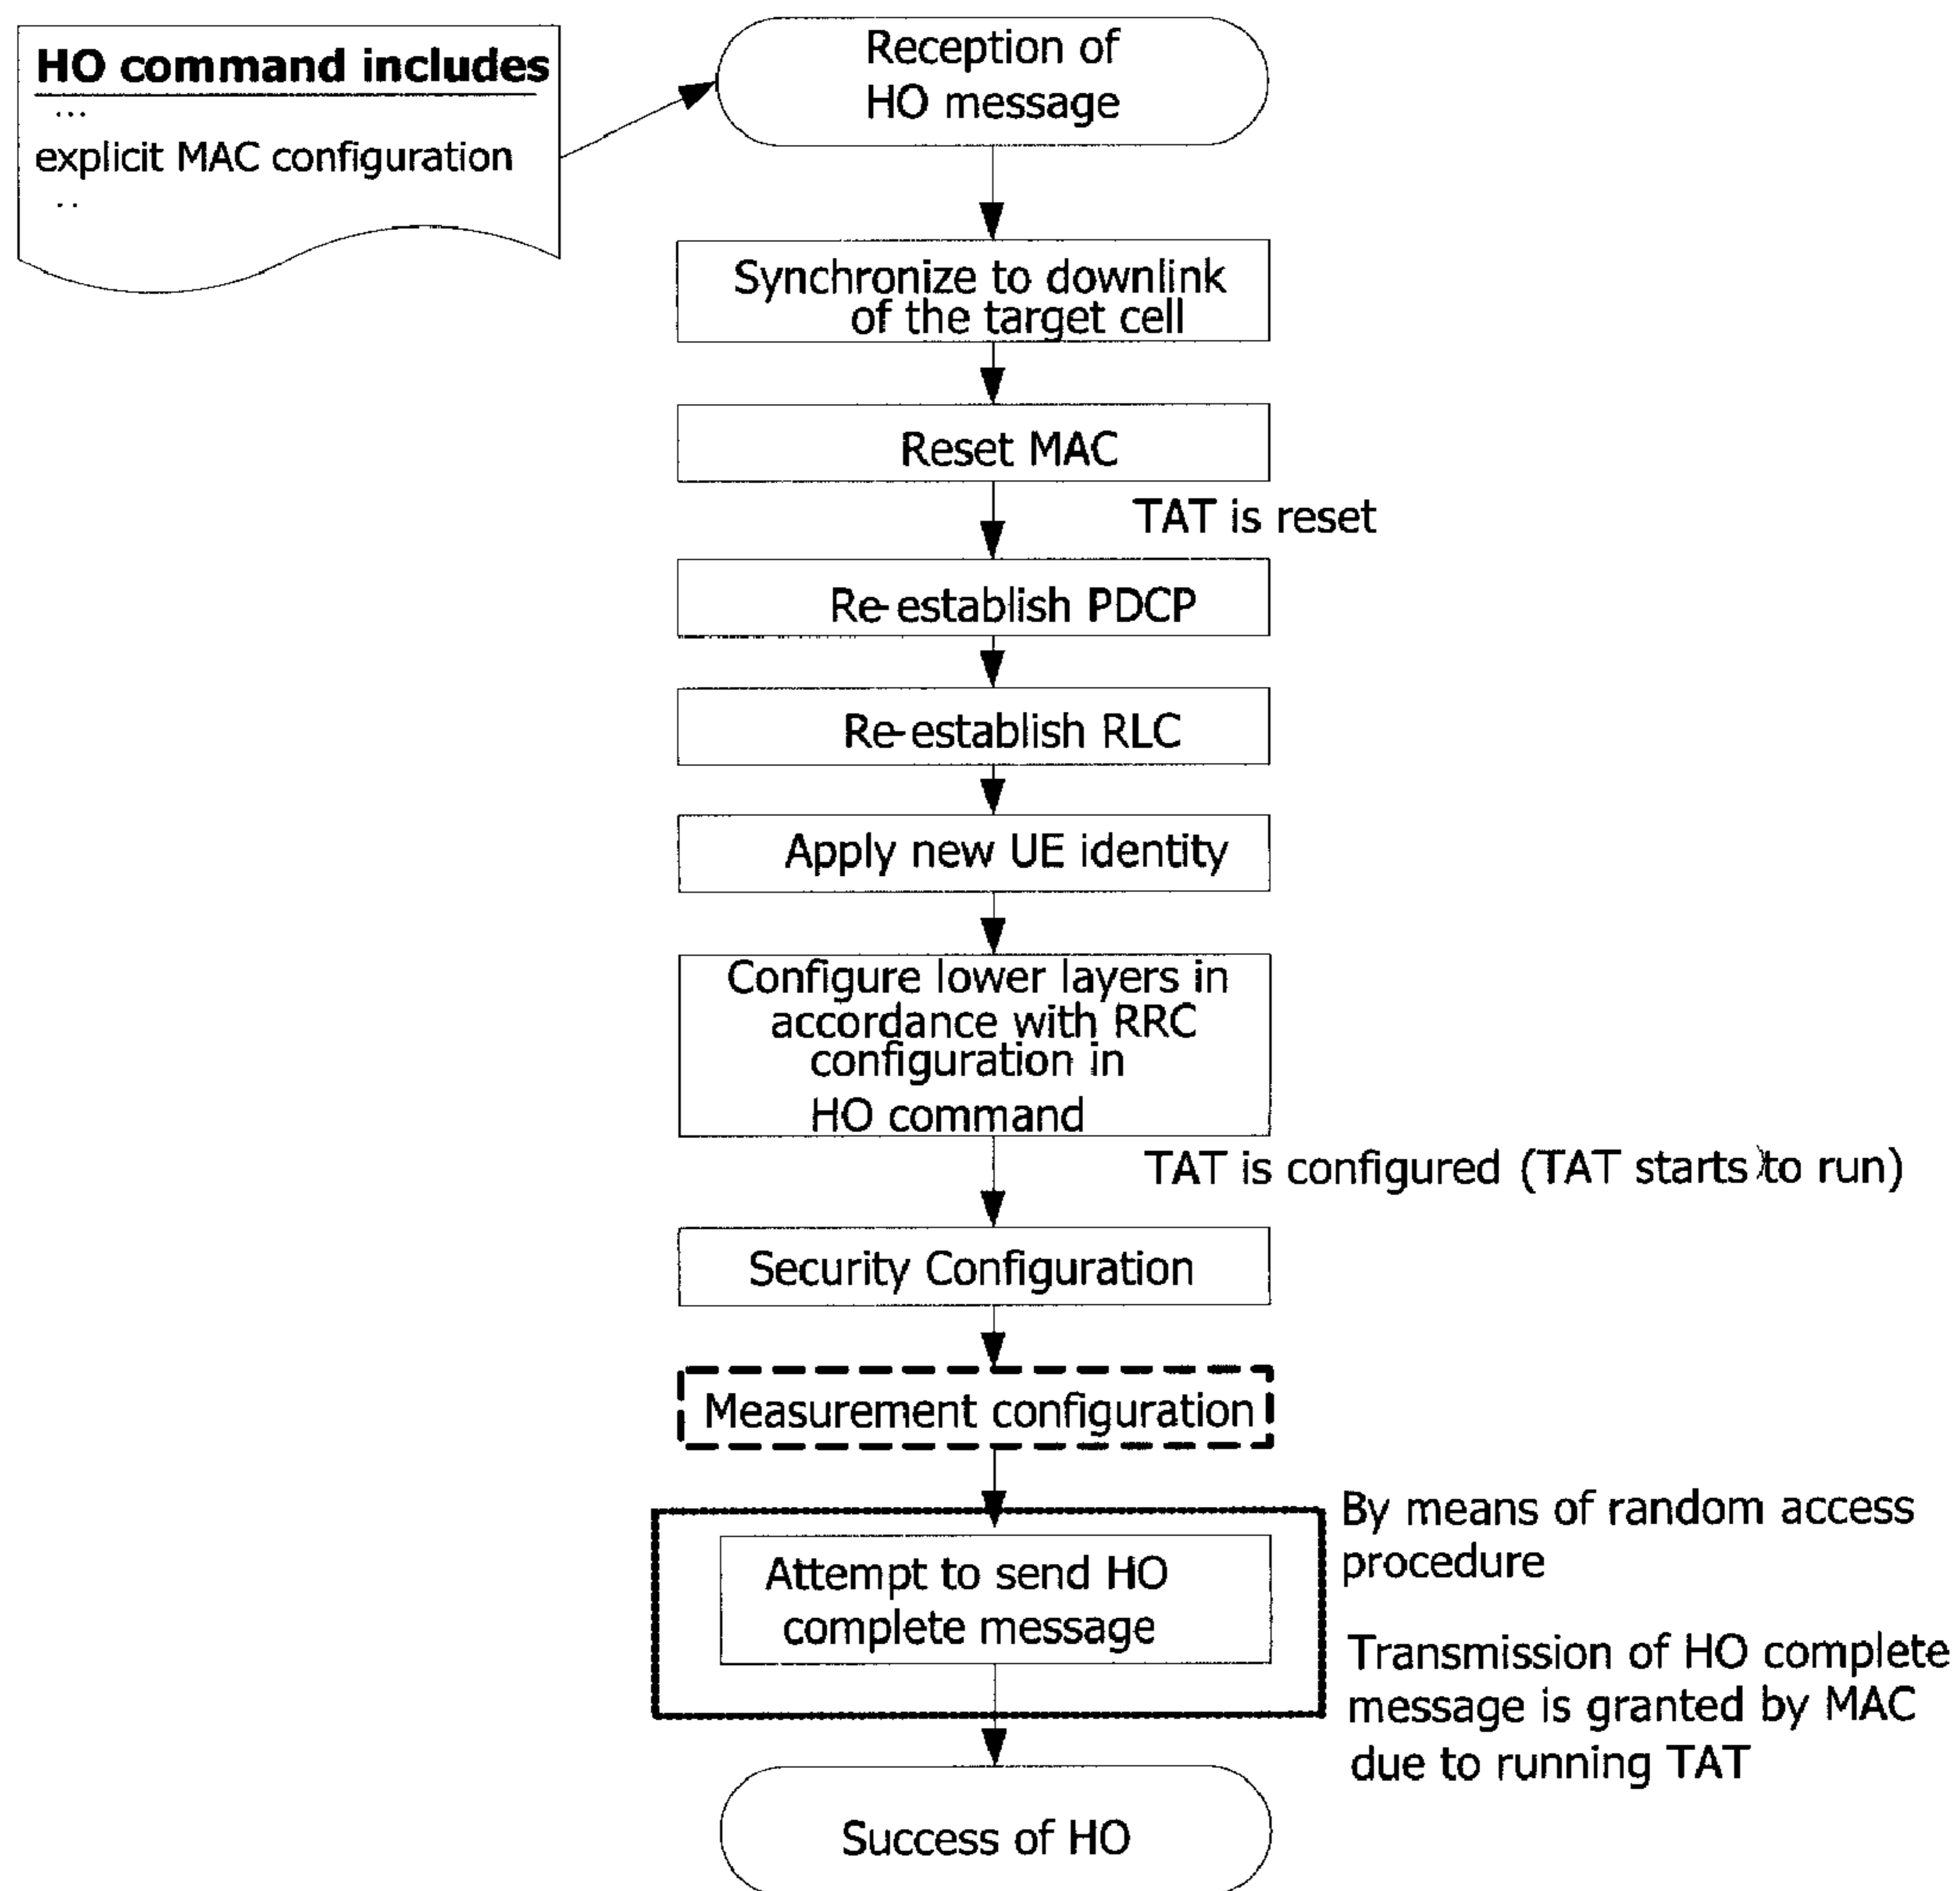 HO command includes
...
explicit MAC configuration
..
Reception of
HO message
Synchronize to downlink
of the target cell
Reset MAC
TAT is reset
Re-establish PDCP
Re-establish RLC
Apply new UE identity
Configure lower layers in
accordance with RRC
configuration in
HO command
TAT is configured (TAT starts to run)
Security Configuration
Measurement configuration
Attempt to send HO
complete message
By means of random access
procedure
Transmission of HO complete
message is granted by MAC
due to running TAT
Success of HO